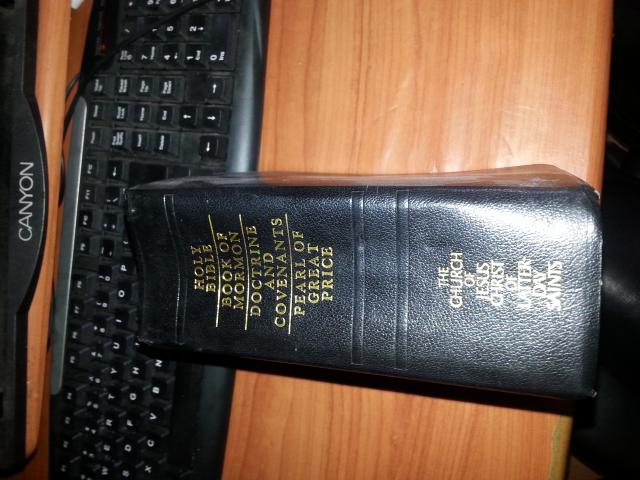 HOLY
BIBLE
BOOK OF
MORMON
DOCTRINE
AND
COVENANTS
PEARL OF
GREAT
PRICE
THE
CHURCH
OF
JESUS
CHRIST
OF
LATTER-
DAY
SAINTS
CANYON